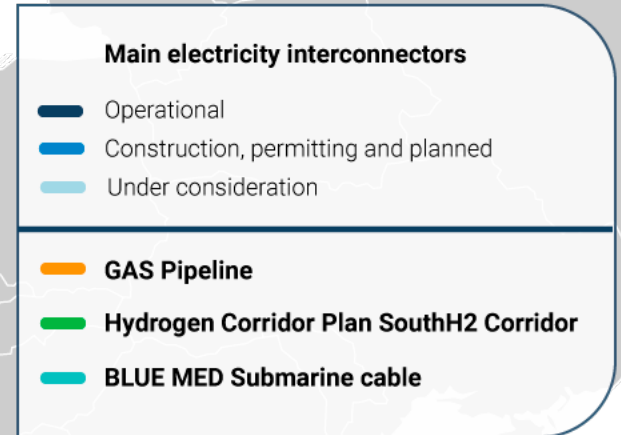 Main electricity interconnectors
Operational
Construction, permitting and planned
Under consideration
GAS Pipeline
Hydrogen Corridor Plan SouthH2 Corridor
BLUE MED Submarine cable